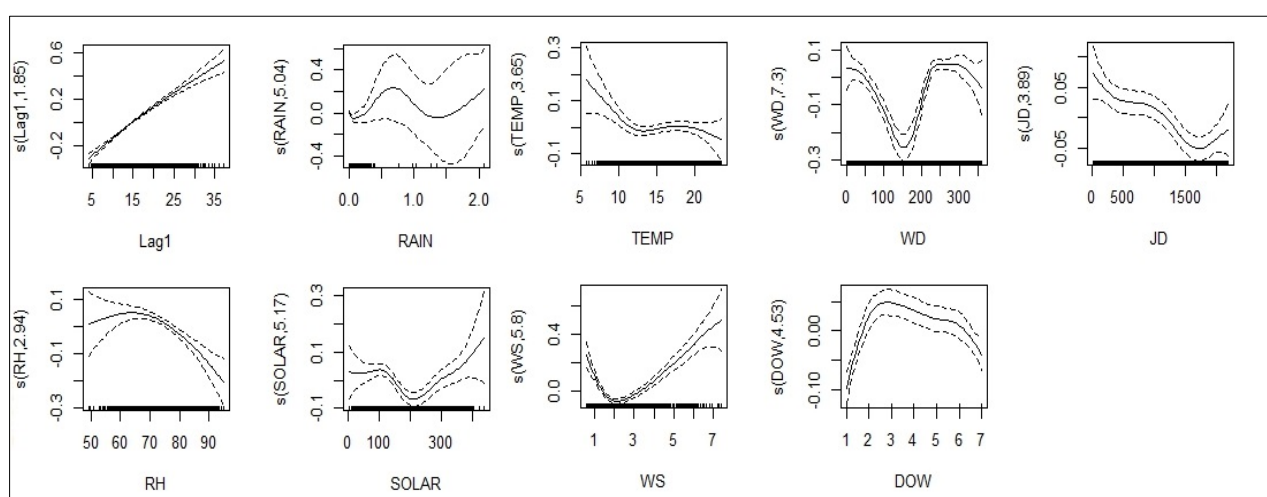 s(Lag1,1.85)
-0.2 0.2 0.6
5 15 25 35
Lag1
s(RAIN,5.04)
-0.4 0.0 0.4
0.0 1.0 2.0
RAIN
s(TEMP,3.65)
-0.1 0.1 0.3
5 10 15 20
TEMP
s(WD,7.3)
-0.3 -0.1 0.1
0 100 200 300
WD
s(JD,3.89)
-0.05 0.05
0 500 1500
JD
s(RH,2.94)
-0.3 -0.1 0.1
50 60 70 80 90
RH
s(SOLAR,5.17)
-0.1 0.1 0.3
0 100 300
SOLAR
s(WS,5.8)
0.0 0.4
1 3 5 7
WS
s(DOW,4.53)
-0.10 0.00
1 2 3 4 5 6 7
DOW